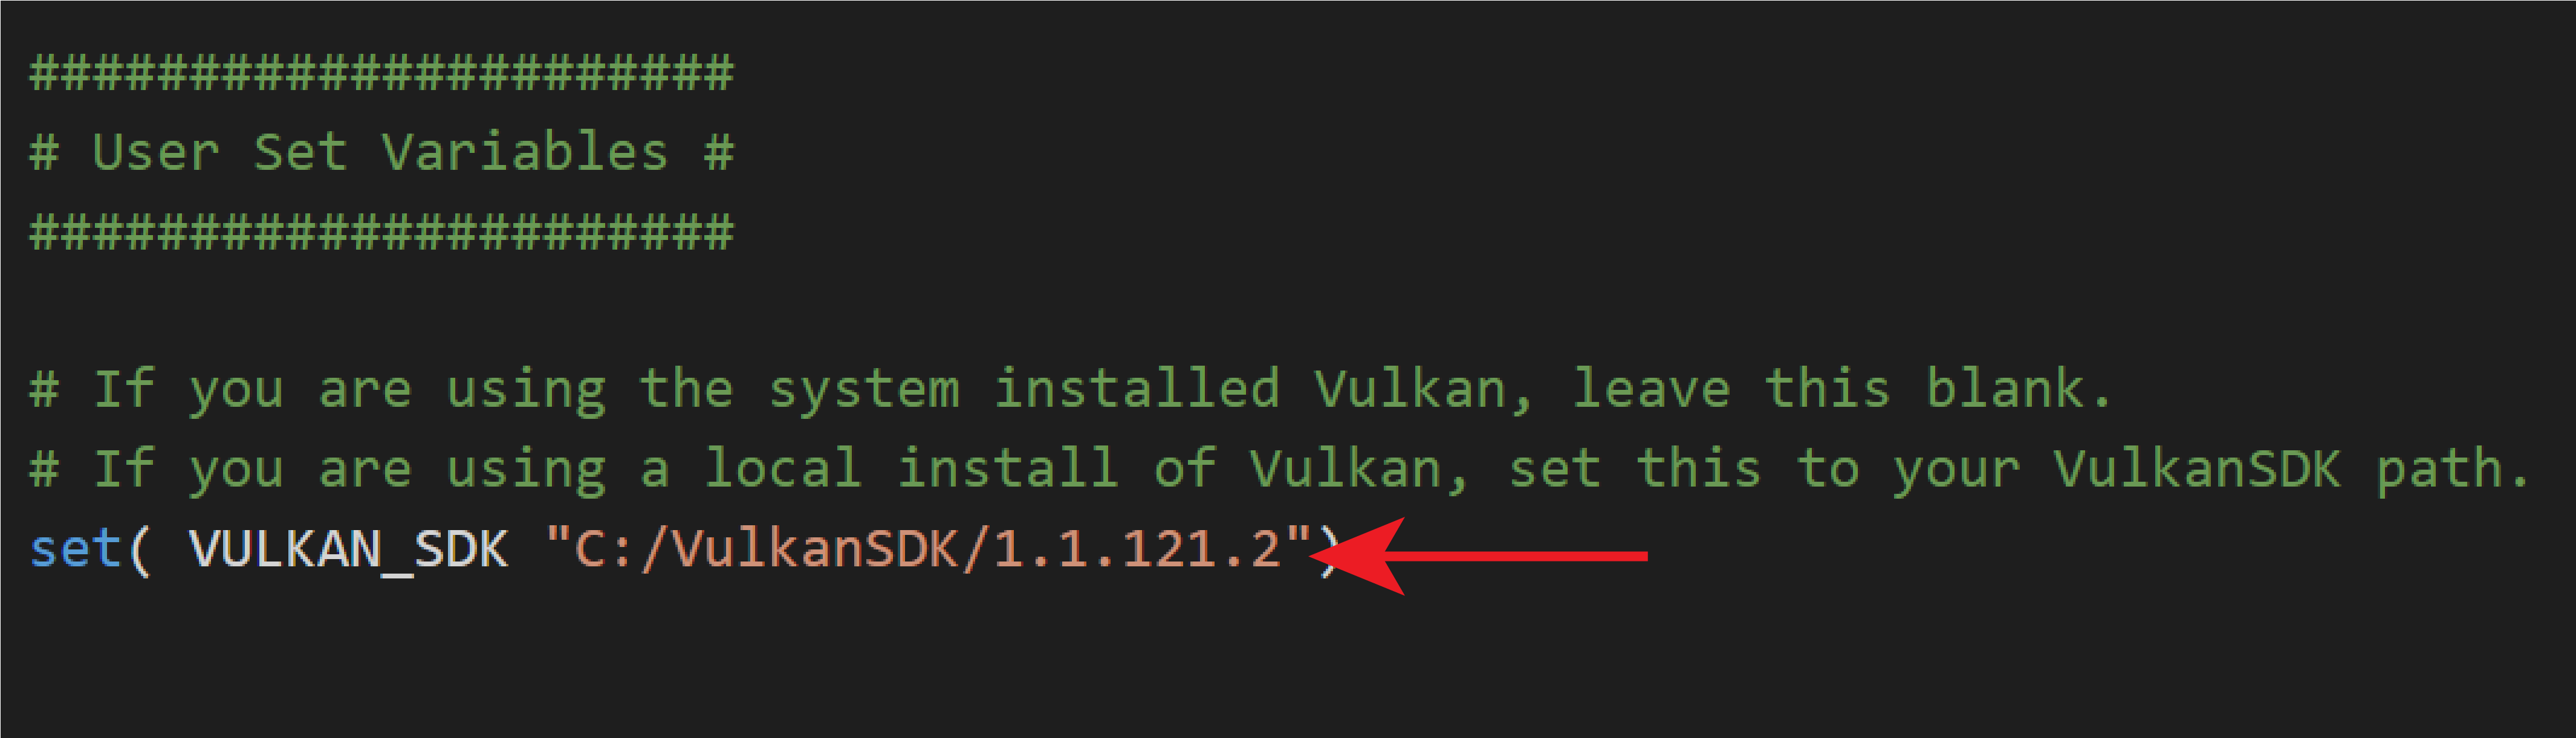 ######################
# User Set Variables #
######################
# If you are using the system installed Vulkan, leave this blank.
# If you are using a local install of Vulkan, set this to your VulkanSDK path.
set( VULKAN_SDK "C:/VulkanSDK/1.1.121.2")